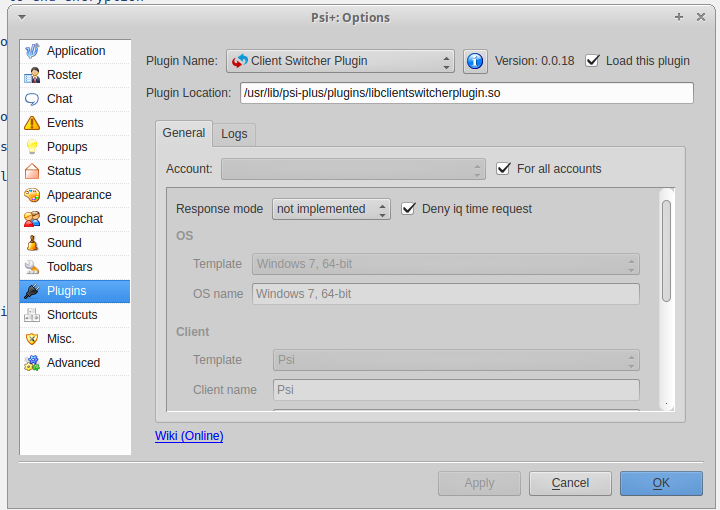 to end encryption
Psi+: Options
Application
Roster
Chat
Events
Popups
Status
Appearance
Groupchat
Sound
Toolbars
Plugins
Shortcuts
Misc.
Advanced
Plugin Name: Client Switcher Plugin Version: 0.0.18 Load this plugin
Plugin Location: /usr/lib/psi-plus/plugins/libclientswitcherplugin.so
General Logs
Account: For all accounts
Response mode not implemented Deny iq time request
OS
Template Windows 7, 64-bit
OS name Windows 7, 64-bit
Client
Template Psi
Client name Psi
Wiki (Online)
Apply Cancel OK